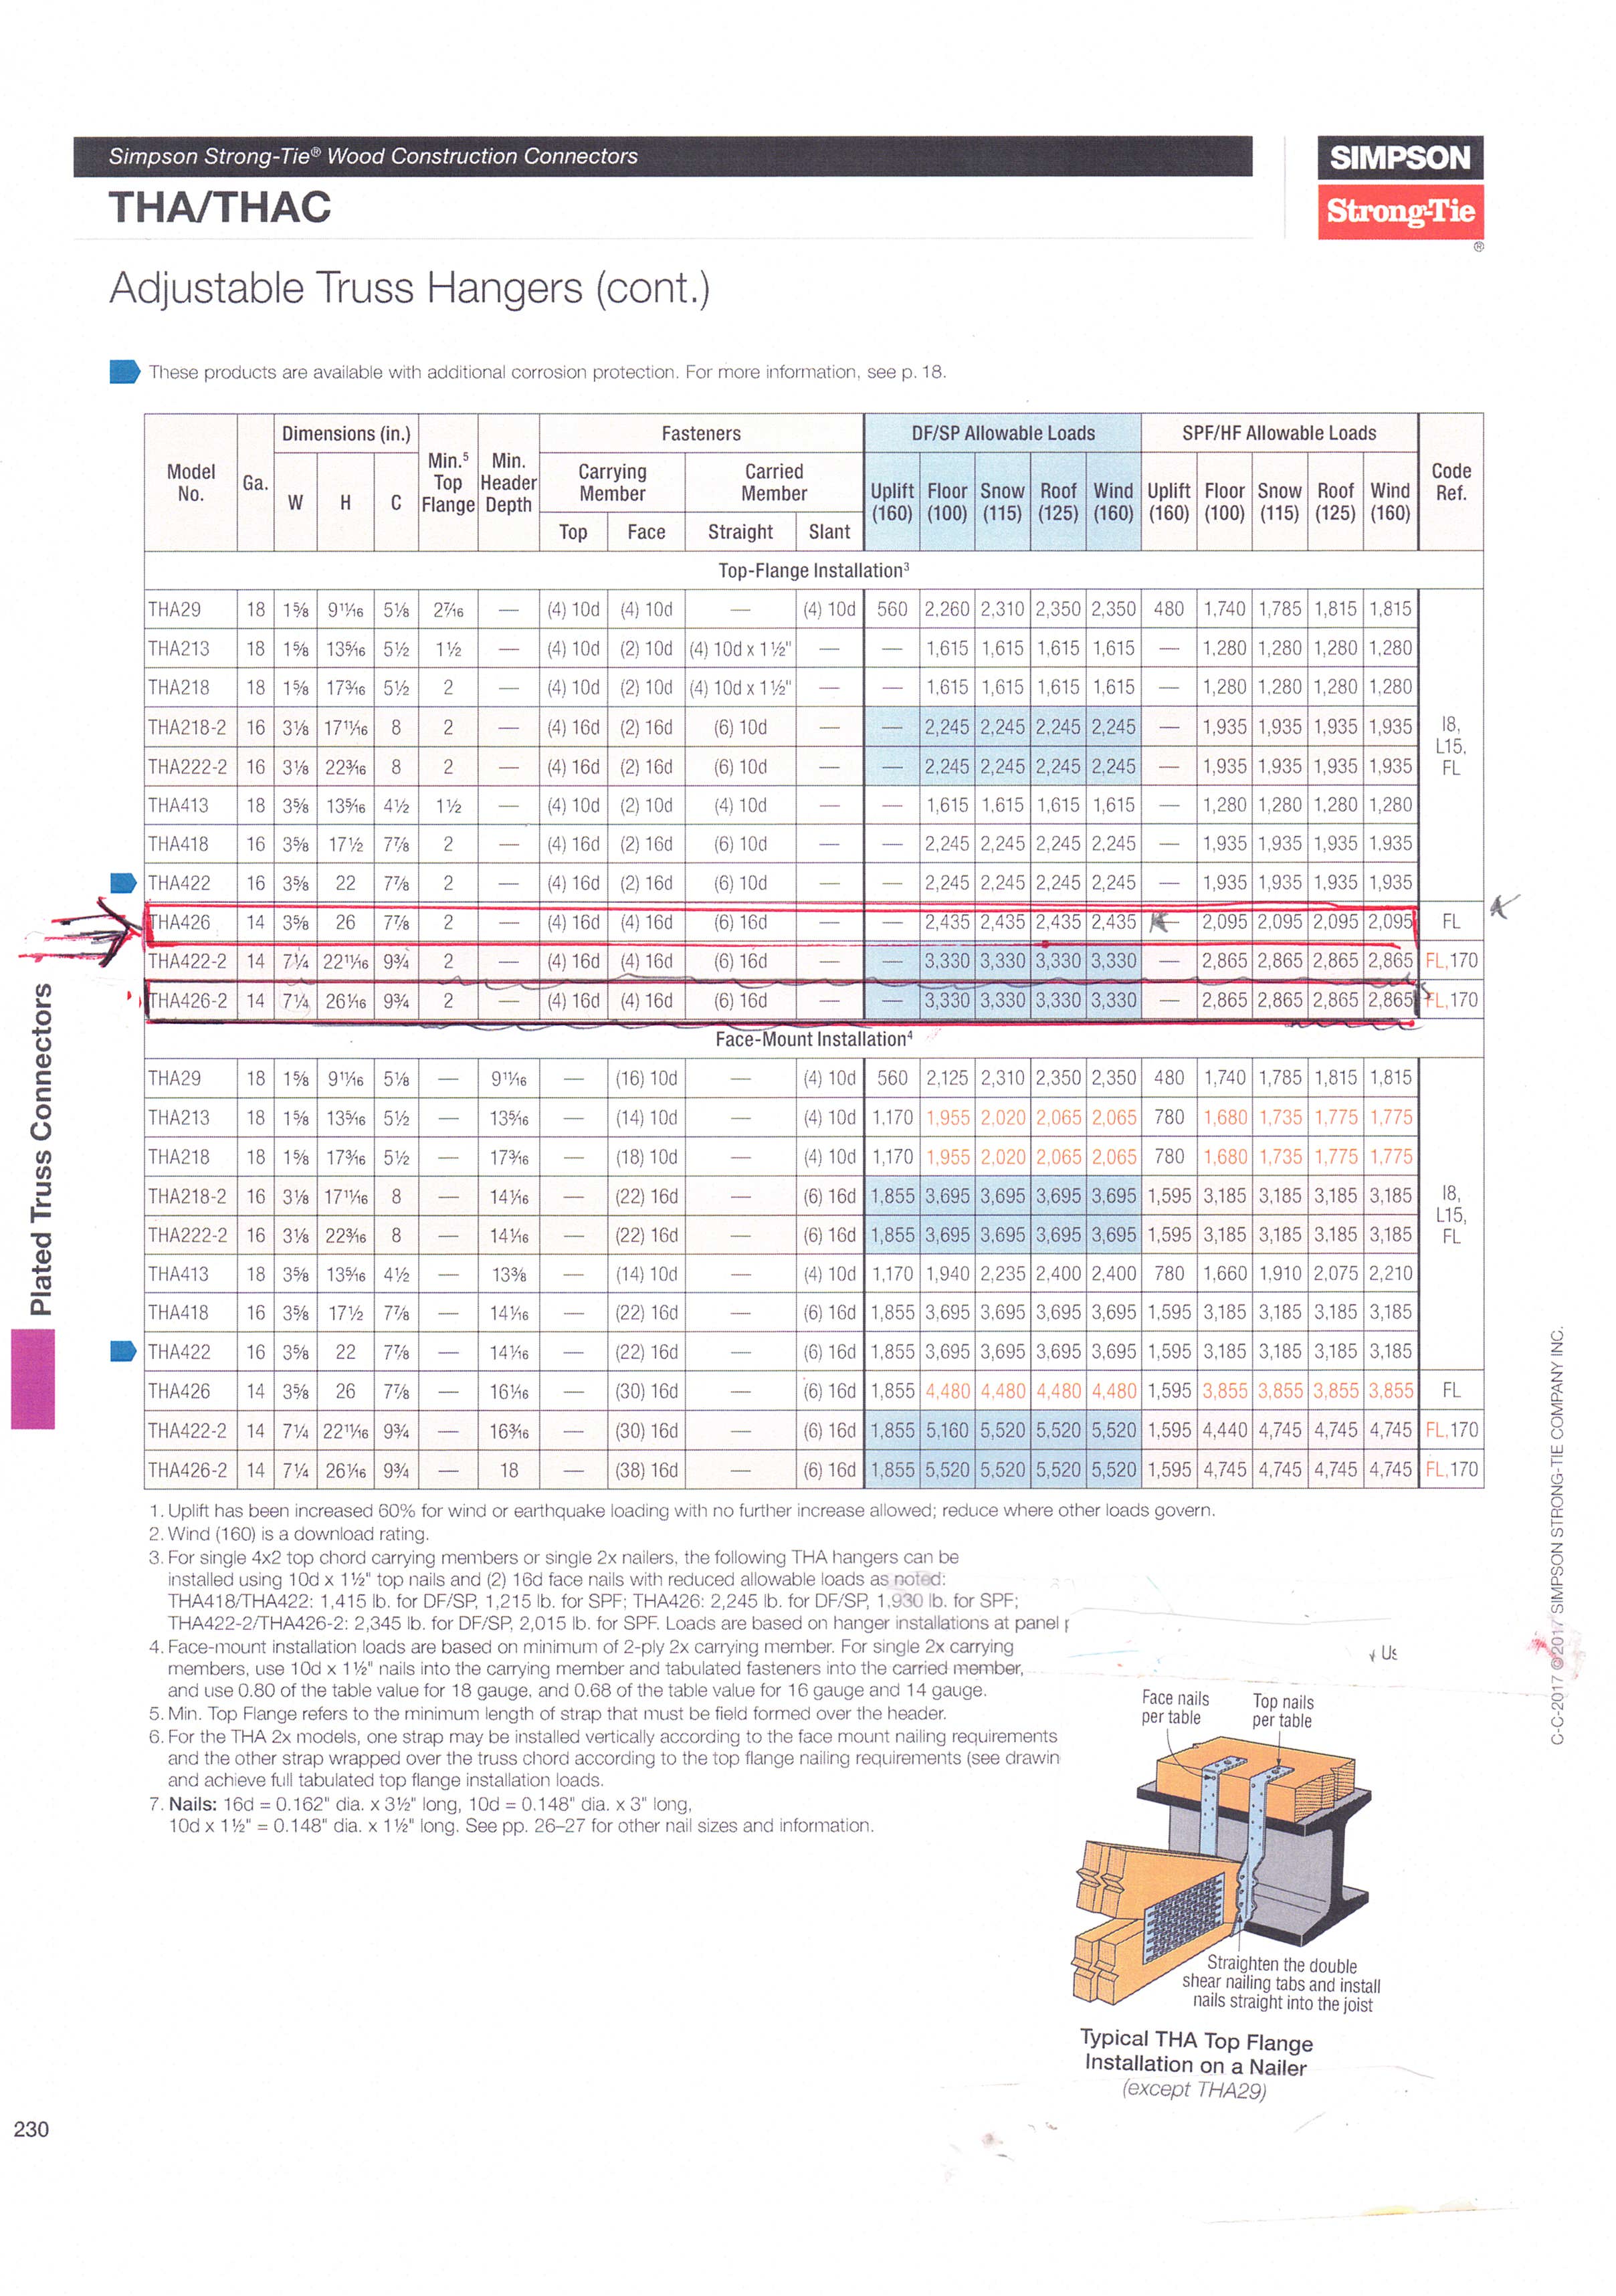 Simpson Strong-Tie® Wood Construction Connectors
SIMPSON
Strong-Tie
®
THA/THAC
Adjustable Truss Hangers (cont.)
These products are available with additional corrosion protection. For more information, see p. 18.
Model No. Ga. Dimensions (in.) Min.⁵ Top Flange Min. Header Depth Fasteners DF/SP Allowable Loads SPF/HF Allowable Loads Code Ref.
W H C Carrying Member Carried Member Uplift (160) Floor (100) Snow (115) Roof (125) Wind (160) Uplift (160) Floor (100) Snow (115) Roof (125) Wind (160)
Top Face Straight Slant
Top-Flange Installation³
THA29 18 1⅝ 9¹¹⁄₁₆ 5⅛ 2⁷⁄₁₆ — (4) 10d (4) 10d — (4) 10d 560 2,260 2,310 2,350 2,350 480 1,740 1,785 1,815 1,815
THA213 18 1⅝ 13⁵⁄₁₆ 5½ 1½ — (4) 10d (2) 10d (4) 10d x 1½" — — 1,615 1,615 1,615 1,615 — 1,280 1,280 1,280 1,280
THA218 18 1⅝ 17³⁄₁₆ 5½ 2 — (4) 10d (2) 10d (4) 10d x 1½" — — 1,615 1,615 1,615 1,615 — 1,280 1,280 1,280 1,280
THA218-2 16 3⅛ 17¹¹⁄₁₆ 8 2 — (4) 16d (2) 16d (6) 10d — — 2,245 2,245 2,245 2,245 — 1,935 1,935 1,935 1,935 I8, L15, FL
THA222-2 16 3⅛ 22³⁄₁₆ 8 2 — (4) 16d (2) 16d (6) 10d — — 2,245 2,245 2,245 2,245 — 1,935 1,935 1,935 1,935
THA413 18 3⅝ 13⁵⁄₁₆ 4½ 1½ — (4) 10d (2) 10d (4) 10d — — 1,615 1,615 1,615 1,615 — 1,280 1,280 1,280 1,280
THA418 16 3⅝ 17½ 7⅞ 2 — (4) 16d (2) 16d (6) 10d — — 2,245 2,245 2,245 2,245 — 1,935 1,935 1,935 1,935
THA422 16 3⅝ 22 7⅞ 2 — (4) 16d (2) 16d (6) 10d — — 2,245 2,245 2,245 2,245 — 1,935 1,935 1,935 1,935
THA426 14 3⅝ 26 7⅞ 2 — (4) 16d (4) 16d (6) 16d — — 2,435 2,435 2,435 2,435 — 2,095 2,095 2,095 2,095 FL
THA422-2 14 7¼ 22¹¹⁄₁₆ 9¾ 2 — (4) 16d (4) 16d (6) 16d — — 3,330 3,330 3,330 3,330 — 2,865 2,865 2,865 2,865 FL,170
THA426-2 14 7¼ 26¹⁄₁₆ 9¾ 2 — (4) 16d (4) 16d (6) 16d — — 3,330 3,330 3,330 3,330 — 2,865 2,865 2,865 2,865 FL,170
Face-Mount Installation⁴
THA29 18 1⅝ 9¹¹⁄₁₆ 5⅛ — 9¹¹⁄₁₆ — (16) 10d — (4) 10d 560 2,125 2,310 2,350 2,350 480 1,740 1,785 1,815 1,815
THA213 18 1⅝ 13⁵⁄₁₆ 5½ — 13⁵⁄₁₆ — (14) 10d — (4) 10d 1,170 1,955 2,020 2,065 2,065 780 1,680 1,735 1,775 1,775
THA218 18 1⅝ 17³⁄₁₆ 5½ — 17³⁄₁₆ — (18) 10d — (4) 10d 1,170 1,955 2,020 2,065 2,065 780 1,680 1,735 1,775 1,775
THA218-2 16 3⅛ 17¹¹⁄₁₆ 8 — 14¹⁄₁₆ — (22) 16d — (6) 16d 1,855 3,695 3,695 3,695 3,695 1,595 3,185 3,185 3,185 3,185 I8, L15, FL
THA222-2 16 3⅛ 22³⁄₁₆ 8 — 14¹⁄₁₆ — (22) 16d — (6) 16d 1,855 3,695 3,695 3,695 3,695 1,595 3,185 3,185 3,185 3,185
THA413 18 3⅝ 13⁵⁄₁₆ 4½ — 13⅜ — (14) 10d — (4) 10d 1,170 1,940 2,235 2,400 2,400 780 1,660 1,910 2,075 2,210
THA418 16 3⅝ 17½ 7⅞ — 14¹⁄₁₆ — (22) 16d — (6) 16d 1,855 3,695 3,695 3,695 3,695 1,595 3,185 3,185 3,185 3,185
THA422 16 3⅝ 22 7⅞ — 14¹⁄₁₆ — (22) 16d — (6) 16d 1,855 3,695 3,695 3,695 3,695 1,595 3,185 3,185 3,185 3,185
THA426 14 3⅝ 26 7⅞ — 16¹⁄₁₆ — (30) 16d — (6) 16d 1,855 4,480 4,480 4,480 4,480 1,595 3,855 3,855 3,855 3,855 FL
THA422-2 14 7¼ 22¹¹⁄₁₆ 9¾ — 16³⁄₁₆ — (30) 16d — (6) 16d 1,855 5,160 5,520 5,520 5,520 1,595 4,440 4,745 4,745 4,745 FL,170
THA426-2 14 7¼ 26¹⁄₁₆ 9¾ — 18 — (38) 16d — (6) 16d 1,855 5,520 5,520 5,520 5,520 1,595 4,745 4,745 4,745 4,745 FL,170
1. Uplift has been increased 60% for wind or earthquake loading with no further increase allowed; reduce where other loads govern.
2. Wind (160) is a download rating.
3. For single 4x2 top chord carrying members or single 2x nailers, the following THA hangers can be
installed using 10d x 1½" top nails and (2) 16d face nails with reduced allowable loads as noted:
THA418/THA422: 1,415 lb. for DF/SP, 1,215 lb. for SPF; THA426: 2,245 lb. for DF/SP, 1,930 lb. for SPF;
THA422-2/THA426-2: 2,345 lb. for DF/SP, 2,015 lb. for SPF. Loads are based on hanger installations at panel
4. Face-mount installation loads are based on minimum of 2-ply 2x carrying member. For single 2x carrying
members, use 10d x 1½" nails into the carrying member and tabulated fasteners into the carried member,
and use 0.80 of the table value for 18 gauge, and 0.68 of the table value for 16 gauge and 14 gauge.
5. Min. Top Flange refers to the minimum length of strap that must be field formed over the header.
6. For the THA 2x models, one strap may be installed vertically according to the face mount nailing requirements
and the other strap wrapped over the truss chord according to the top flange nailing requirements (see drawin
and achieve full tabulated top flange installation loads.
7. Nails: 16d = 0.162" dia. x 3½" long, 10d = 0.148" dia. x 3" long,
10d x 1½" = 0.148" dia. x 1½" long. See pp. 26–27 for other nail sizes and information.
Face nails
per table
Top nails
per table
Straighten the double
shear nailing tabs and install
nails straight into the joist
Typical THA Top Flange
Installation on a Nailer
(except THA29)
Plated Truss Connectors
C-C-2017 ©2017 SIMPSON STRONG-TIE COMPANY INC.
230